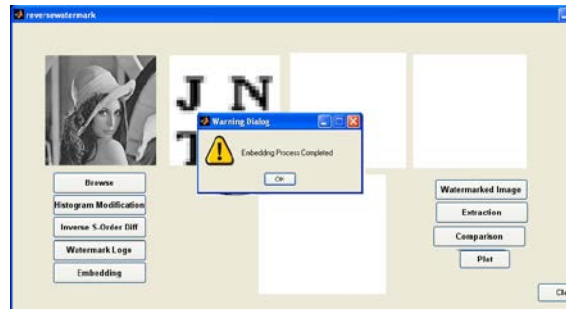 reversewatermark
J N
T
Warning Dialog
Embedding Process Completed
OK
Browse
Histogram Modification
Inverse S-Order Diff
Watermark Logo
Embedding
Watermarked Image
Extraction
Comparison
Plot